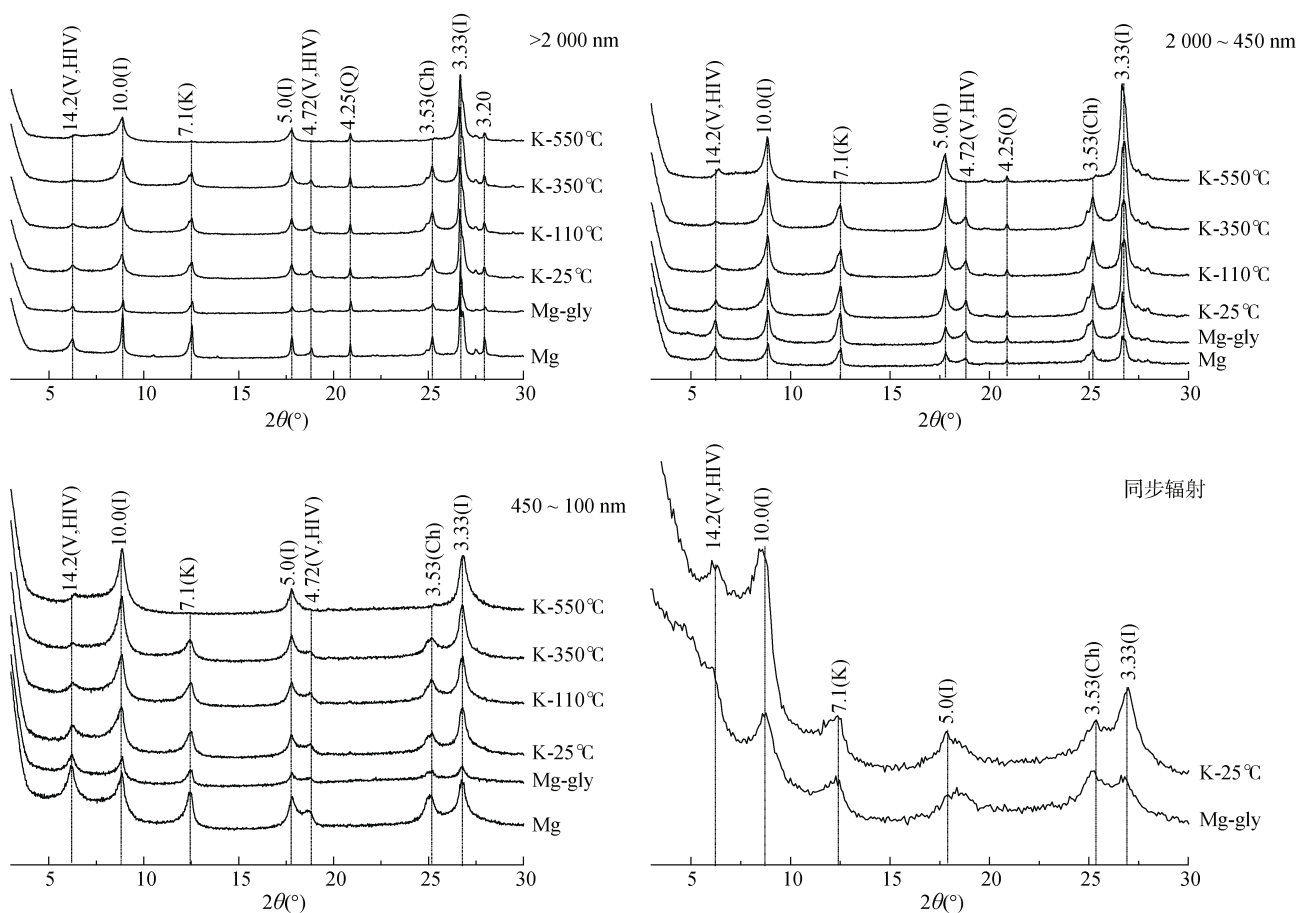 >2 000 nm
14.2(V,HIV)
10.0(I)
7.1(K)
5.0(I)
4.72(V,HIV)
4.25(Q)
3.53(Ch)
3.33(I)
3.20
K-550℃
K-350℃
K-110℃
K-25℃
Mg-gly
Mg
5 10 15 20 25 30
2θ(°)
2 000 ~ 450 nm
14.2(V,HIV)
10.0(I)
7.1(K)
5.0(I)
4.72(V,HIV)
4.25(Q)
3.53(Ch)
3.33(I)
K-550℃
K-350℃
K-110℃
K-25℃
Mg-gly
Mg
5 10 15 20 25 30
2θ(°)
450 ~ 100 nm
14.2(V,HIV)
10.0(I)
7.1(K)
5.0(I)
4.72(V,HIV)
3.53(Ch)
3.33(I)
K-550℃
K-350℃
K-110℃
K-25℃
Mg-gly
Mg
5 10 15 20 25 30
2θ(°)
同步辐射
14.2(V,HIV)
10.0(I)
7.1(K)
5.0(I)
3.53(Ch)
3.33(I)
K-25℃
Mg-gly
5 10 15 20 25 30
2θ(°)